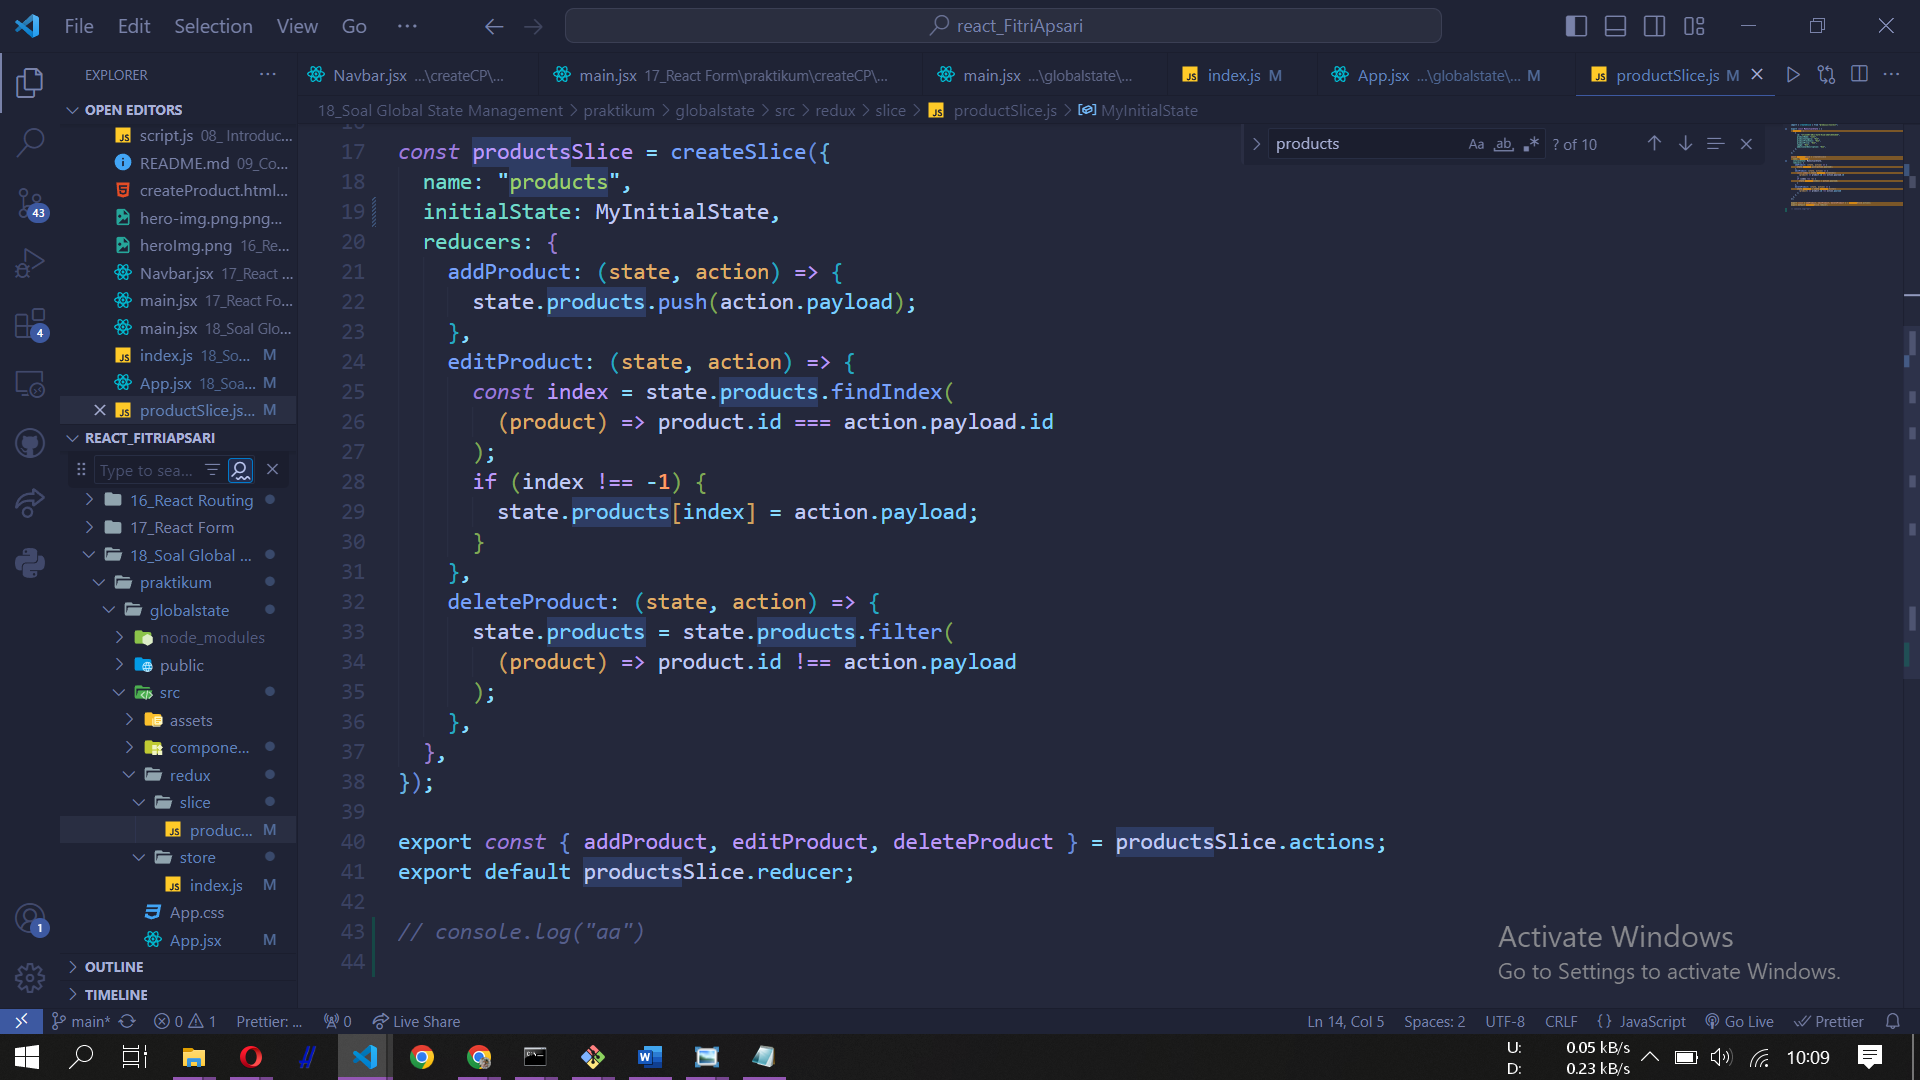 File Edit Selection View Go ···
react_FitriApsari
EXPLORER ···
Navbar.jsx ...\createCP\...
main.jsx 17_React Form\praktikum\createCP\...
main.jsx ...\globalstate\...
index.js M
App.jsx ...\globalstate\... M
productSlice.js M
OPEN EDITORS
18_Soal Global State Management > praktikum > globalstate > src > redux > slice > JS productSlice.js > MyInitialState
script.js 08_ Introduc...
README.md 09_Co...
createProduct.html...
hero-img.png.png...
heroImg.png 16_Re...
Navbar.jsx 17_React ...
main.jsx 17_React Fo...
main.jsx 18_Soal Glo...
index.js 18_So... M
App.jsx 18_Soa... M
productSlice.js... M
REACT_FITRIAPSARI
Type to sea...
16_React Routing
17_React Form
18_Soal Global ...
praktikum
globalstate
node_modules
public
src
assets
compone...
redux
slice
produc... M
store
index.js M
App.css
App.jsx M
OUTLINE
TIMELINE
43
4
1
products Aa ab .* ? of 10
17 const productsSlice = createSlice({
18 name: "products",
19 initialState: MyInitialState,
20 reducers: {
21 addProduct: (state, action) => {
22 state.products.push(action.payload);
23 },
24 editProduct: (state, action) => {
25 const index = state.products.findIndex(
26 (product) => product.id === action.payload.id
27 );
28 if (index !== -1) {
29 state.products[index] = action.payload;
30 }
31 },
32 deleteProduct: (state, action) => {
33 state.products = state.products.filter(
34 (product) => product.id !== action.payload
35 );
36 },
37 },
38 });
39
40 export const { addProduct, editProduct, deleteProduct } = productsSlice.actions;
41 export default productsSlice.reducer;
42
43 // console.log("aa")
44
Activate Windows
Go to Settings to activate Windows.
main* 0 1 Prettier: ... 0 Live Share
Ln 14, Col 5 Spaces: 2 UTF-8 CRLF {} JavaScript Go Live Prettier
U: 0.05 kB/s
D: 0.23 kB/s
10:09